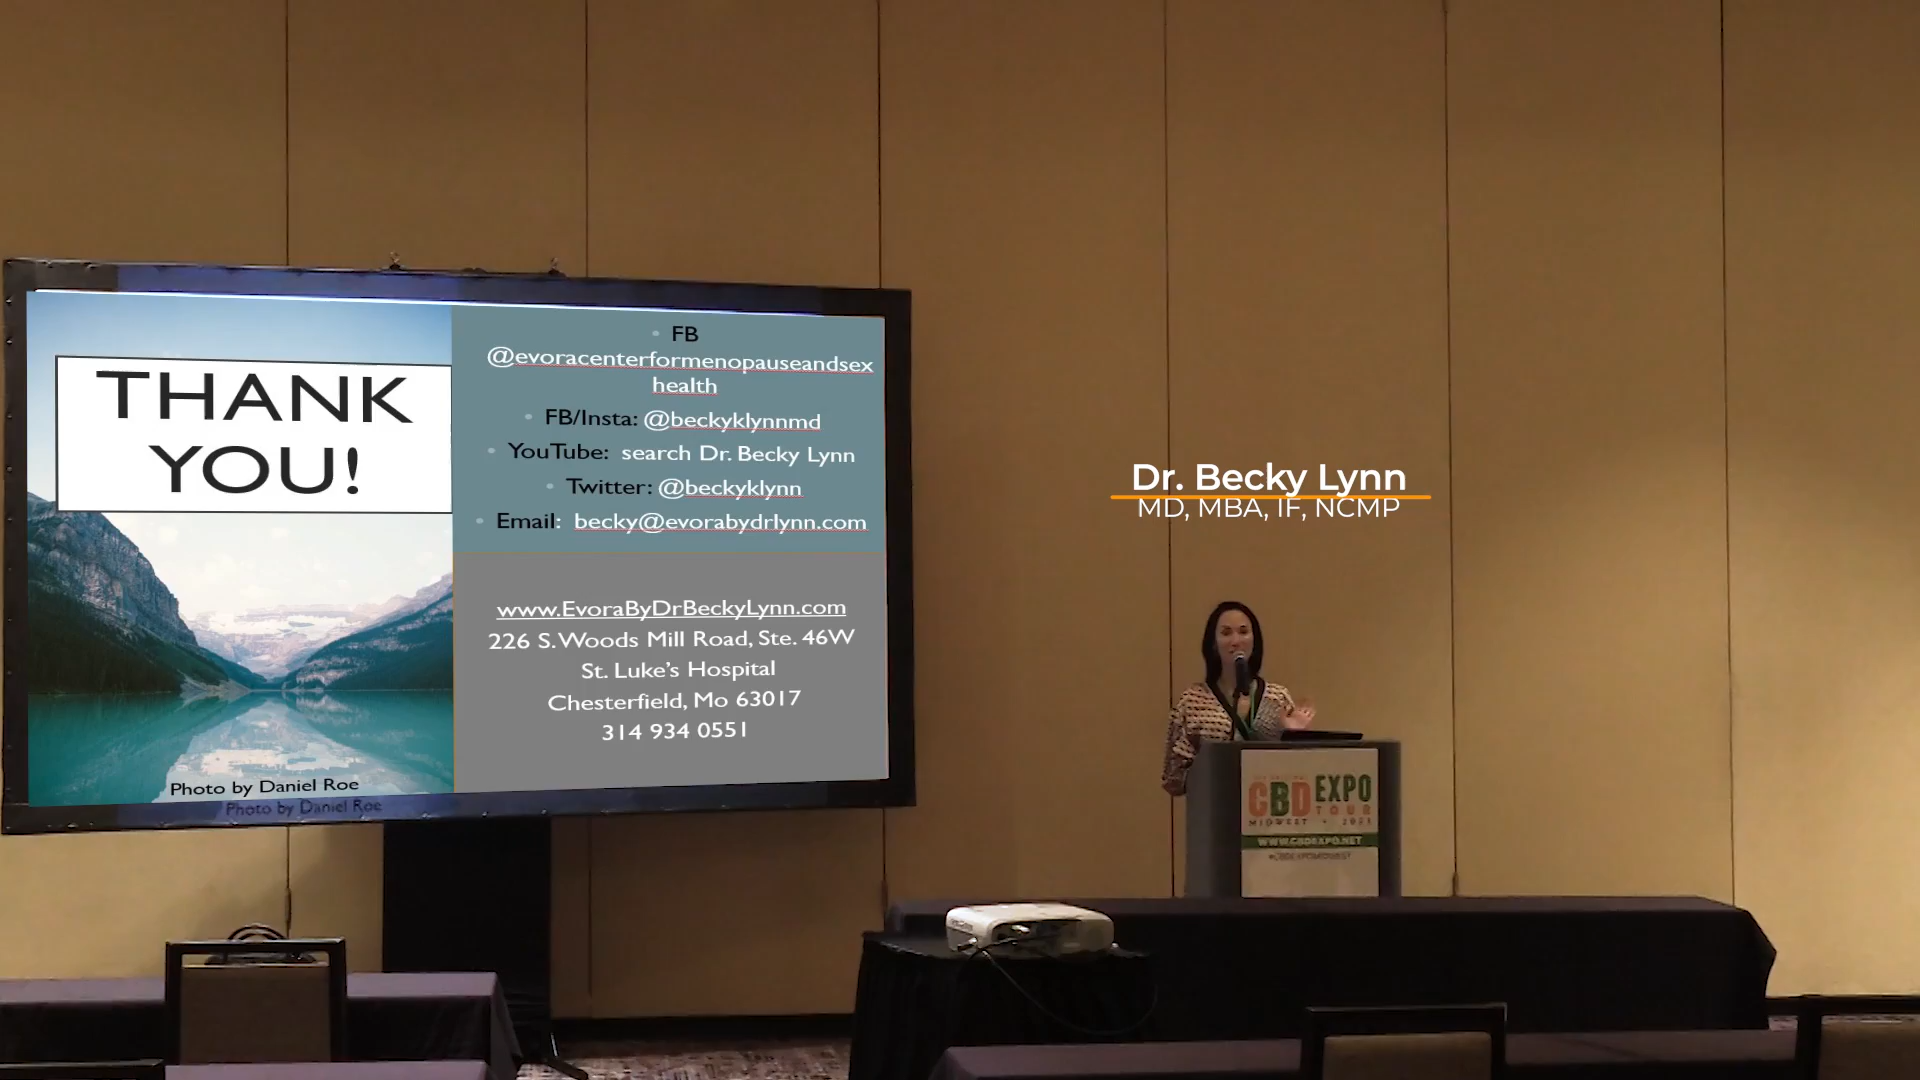 THANK
YOU!
Photo by Daniel Roe
Photo by Daniel Roe
• FB
@evoracenterformenopauseandsex
health
• FB/Insta: @beckyklynnmd
• YouTube: search Dr. Becky Lynn
• Twitter: @beckyklynn
• Email: becky@evorabydrlynn.com
www.EvoraByDrBeckyLynn.com
226 S. Woods Mill Road, Ste. 46W
St. Luke's Hospital
Chesterfield, Mo 63017
314 934 0551
Dr. Becky Lynn
MD, MBA, IF, NCMP
CBD EXPO
TOUR
MIDWEST • 2021
WWW.CBDEXPO.NET